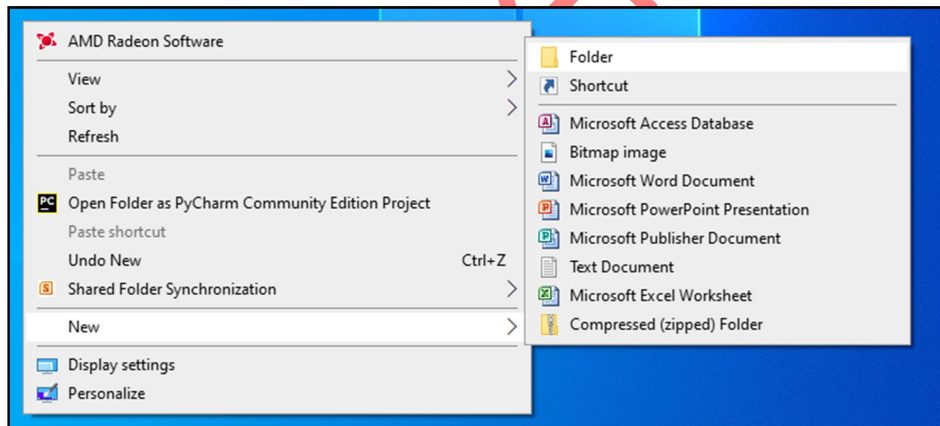 AMD Radeon Software
View
Sort by
Refresh
Paste
PC Open Folder as PyCharm Community Edition Project
Paste shortcut
Undo New Ctrl+Z
S Shared Folder Synchronization
New
Display settings
Personalize
Folder
Shortcut
A Microsoft Access Database
Bitmap image
W Microsoft Word Document
P Microsoft PowerPoint Presentation
P Microsoft Publisher Document
Text Document
X Microsoft Excel Worksheet
Compressed (zipped) Folder